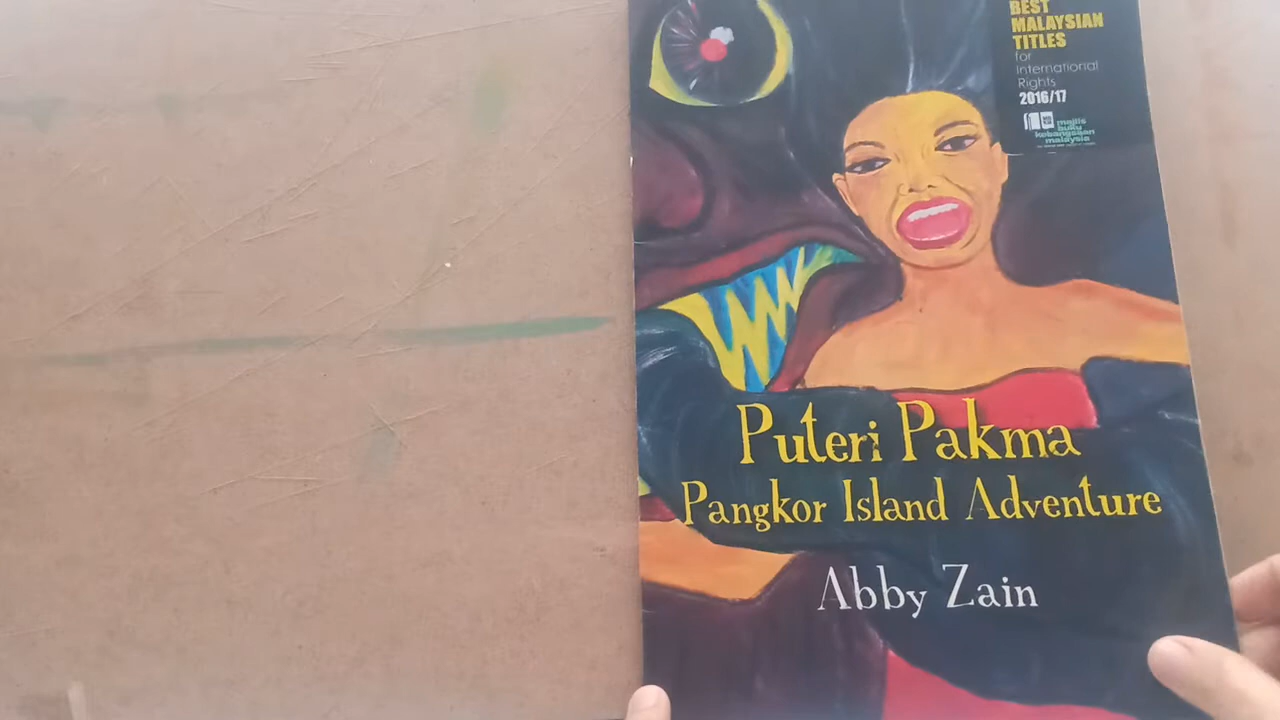 BEST
MALAYSIAN
TITLES
for
International
Rights
2016/17
majlis
buku
kebangsaan
malaysia
Puteri Pakma
Pangkor Island Adventure
Abby Zain